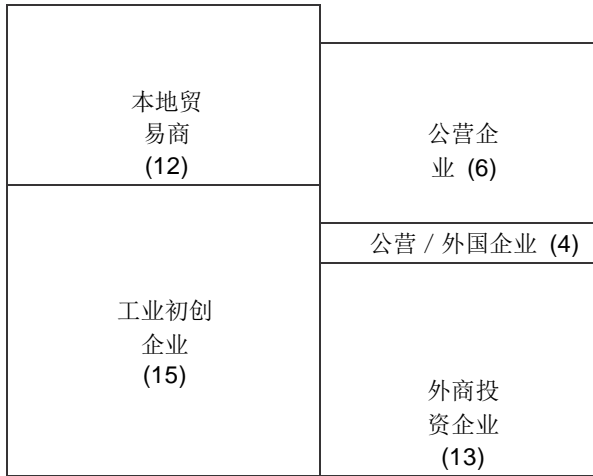 本地贸
易商
(12)
公营企
业 (6)
公营 / 外国企业 (4)
工业初创
企业
(15)
外商投
资企业
(13)